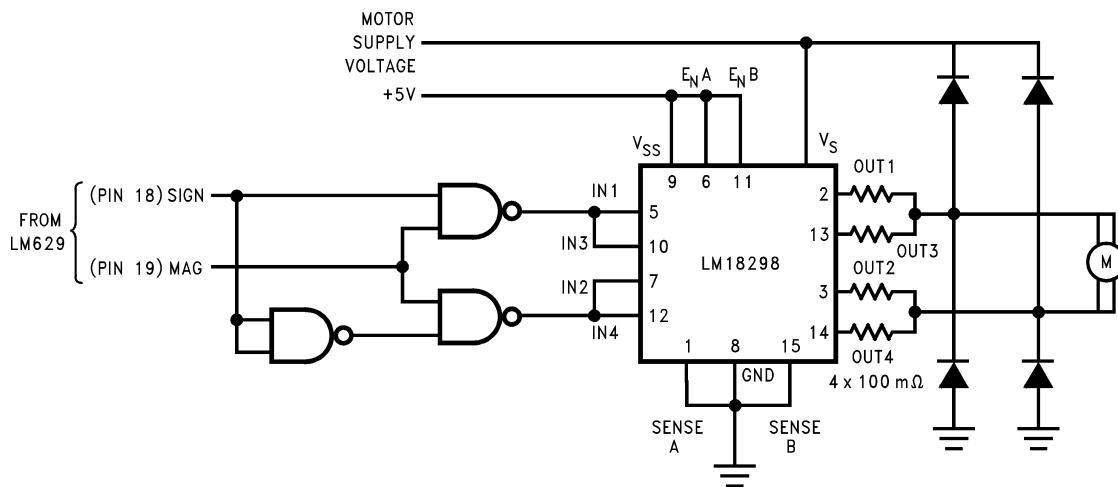 MOTOR
SUPPLY
VOLTAGE
+5V
ENA
ENB
VSS
VS
9
6
11
FROM
LM629
(PIN 18) SIGN
(PIN 19) MAG
IN1
5
IN3
10
IN2
7
IN4
12
LM18298
2
OUT1
13
OUT3
3
OUT2
14
OUT4
4 x 100 mΩ
M
1
8
15
GND
SENSE
A
SENSE
B